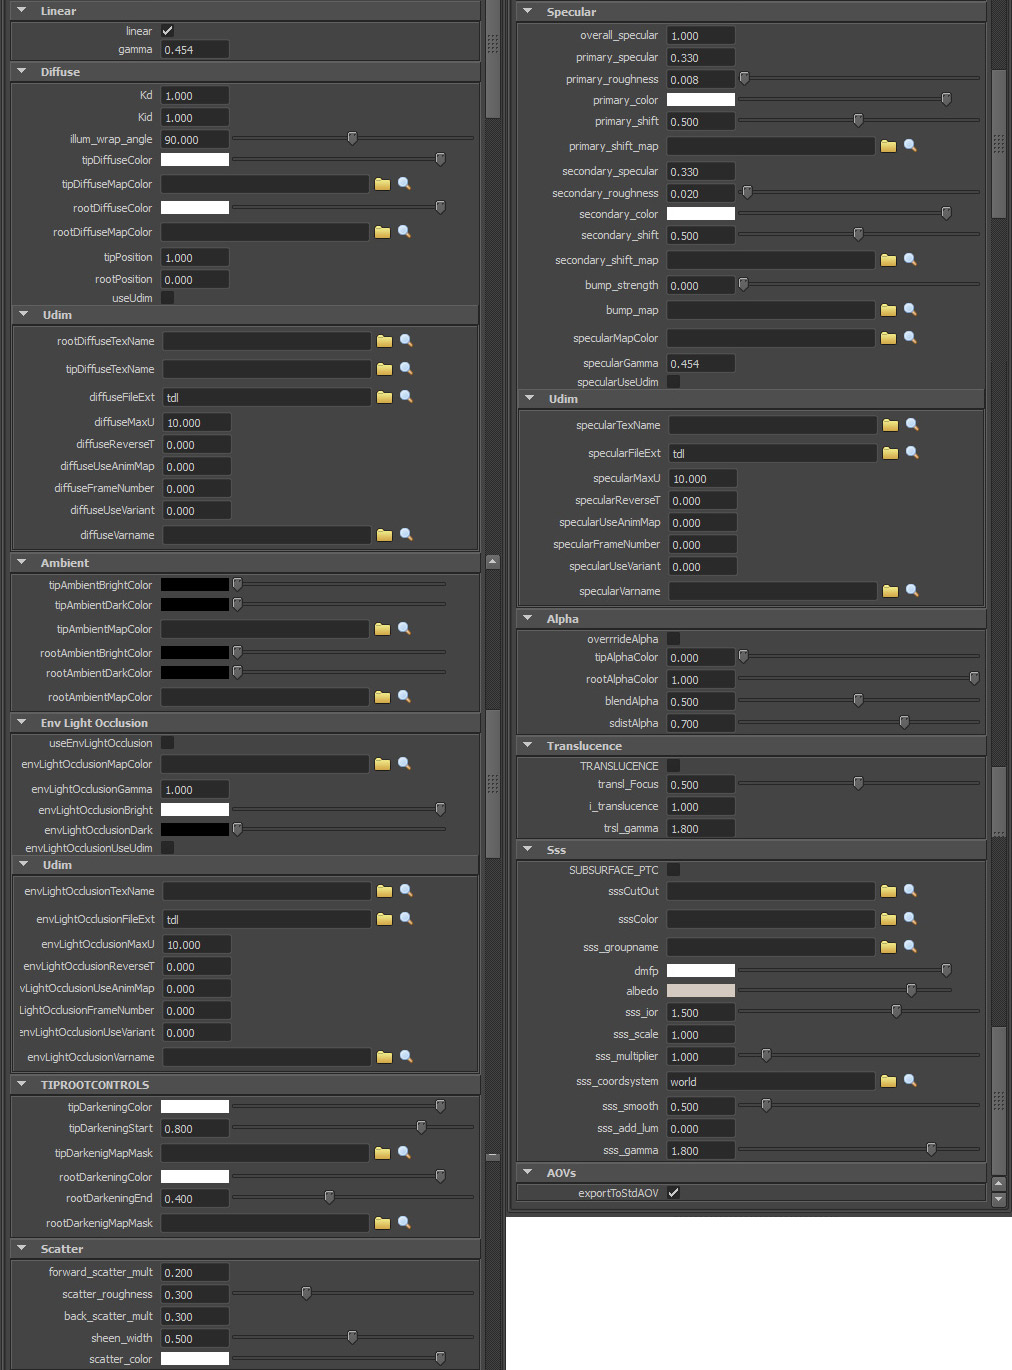 Linear
linear
gamma 0.454
Diffuse
Kd 1.000
Kid 1.000
illum_wrap_angle 90.000
tipDiffuseColor
tipDiffuseMapColor
rootDiffuseColor
rootDiffuseMapColor
tipPosition 1.000
rootPosition 0.000
useUdim
Udim
rootDiffuseTexName
tipDiffuseTexName
diffuseFileExt tdl
diffuseMaxU 10.000
diffuseReverseT 0.000
diffuseUseAnimMap 0.000
diffuseFrameNumber 0.000
diffuseUseVariant 0.000
diffuseVarname
Ambient
tipAmbientBrightColor
tipAmbientDarkColor
tipAmbientMapColor
rootAmbientBrightColor
rootAmbientDarkColor
rootAmbientMapColor
Env Light Occlusion
useEnvLightOcclusion
envLightOcclusionMapColor
envLightOcclusionGamma 1.000
envLightOcclusionBright
envLightOcclusionDark
envLightOcclusionUseUdim
Udim
envLightOcclusionTexName
envLightOcclusionFileExt tdl
envLightOcclusionMaxU 10.000
envLightOcclusionReverseT 0.000
vLightOcclusionUseAnimMap 0.000
LightOcclusionFrameNumber 0.000
envLightOcclusionUseVariant 0.000
envLightOcclusionVarname
TIPROOTCONTROLS
tipDarkeningColor
tipDarkeningStart 0.800
tipDarkenigMapMask
rootDarkeningColor
rootDarkeningEnd 0.400
rootDarkenigMapMask
Scatter
forward_scatter_mult 0.200
scatter_roughness 0.300
back_scatter_mult 0.300
sheen_width 0.500
scatter_color
Specular
overall_specular 1.000
primary_specular 0.330
primary_roughness 0.008
primary_color
primary_shift 0.500
primary_shift_map
secondary_specular 0.330
secondary_roughness 0.020
secondary_color
secondary_shift 0.500
secondary_shift_map
bump_strength 0.000
bump_map
specularMapColor
specularGamma 0.454
specularUseUdim
Udim
specularTexName
specularFileExt tdl
specularMaxU 10.000
specularReverseT 0.000
specularUseAnimMap 0.000
specularFrameNumber 0.000
specularUseVariant 0.000
specularVarname
Alpha
overrrideAlpha
tipAlphaColor 0.000
rootAlphaColor 1.000
blendAlpha 0.500
sdistAlpha 0.700
Translucence
TRANSLUCENCE
transl_Focus 0.500
i_translucence 1.000
trsl_gamma 1.800
Sss
SUBSURFACE_PTC
sssCutOut
sssColor
sss_groupname
dmfp
albedo
sss_ior 1.500
sss_scale 1.000
sss_multiplier 1.000
sss_coordsystem world
sss_smooth 0.500
sss_add_lum 0.000
sss_gamma 1.800
AOVs
exportToStdAOV